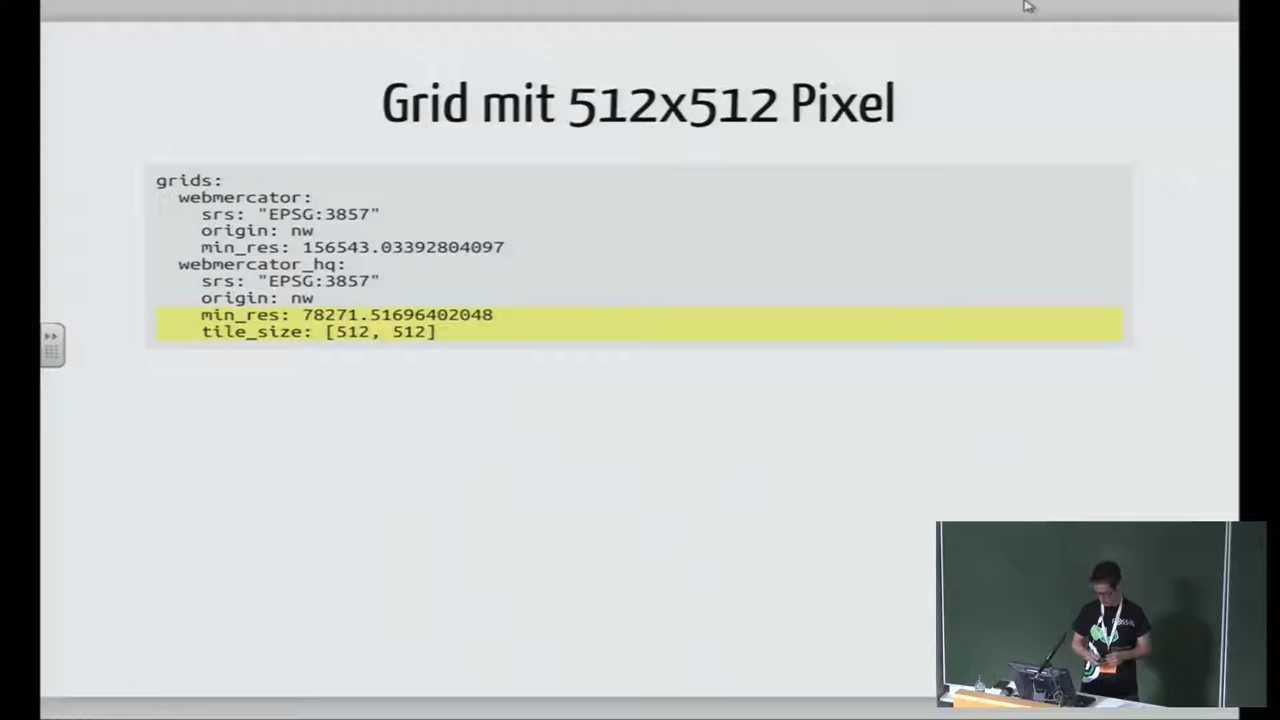 Grid mit 512x512 Pixel
grids:
  webmercator:
    srs: "EPSG:3857"
    origin: nw
    min_res: 156543.03392804097
  webmercator_hq:
    srs: "EPSG:3857"
    origin: nw
    min_res: 78271.51696402048
    tile_size: [512, 512]